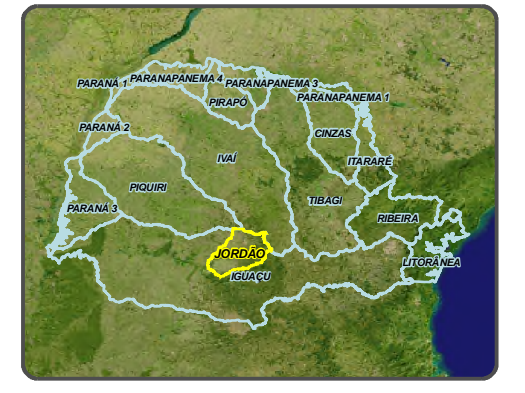 PARANÁ 1
PARANAPANEMA 4
PARANAPANEMA 3
PIRAPÓ
PARANAPANEMA 1
PARANÁ 2
CINZAS
IVAÍ
ITARARÉ
PIQUIRI
TIBAGI
PARANÁ 3
RIBEIRA
JORDÃO
LITORÂNEA
IGUAÇU